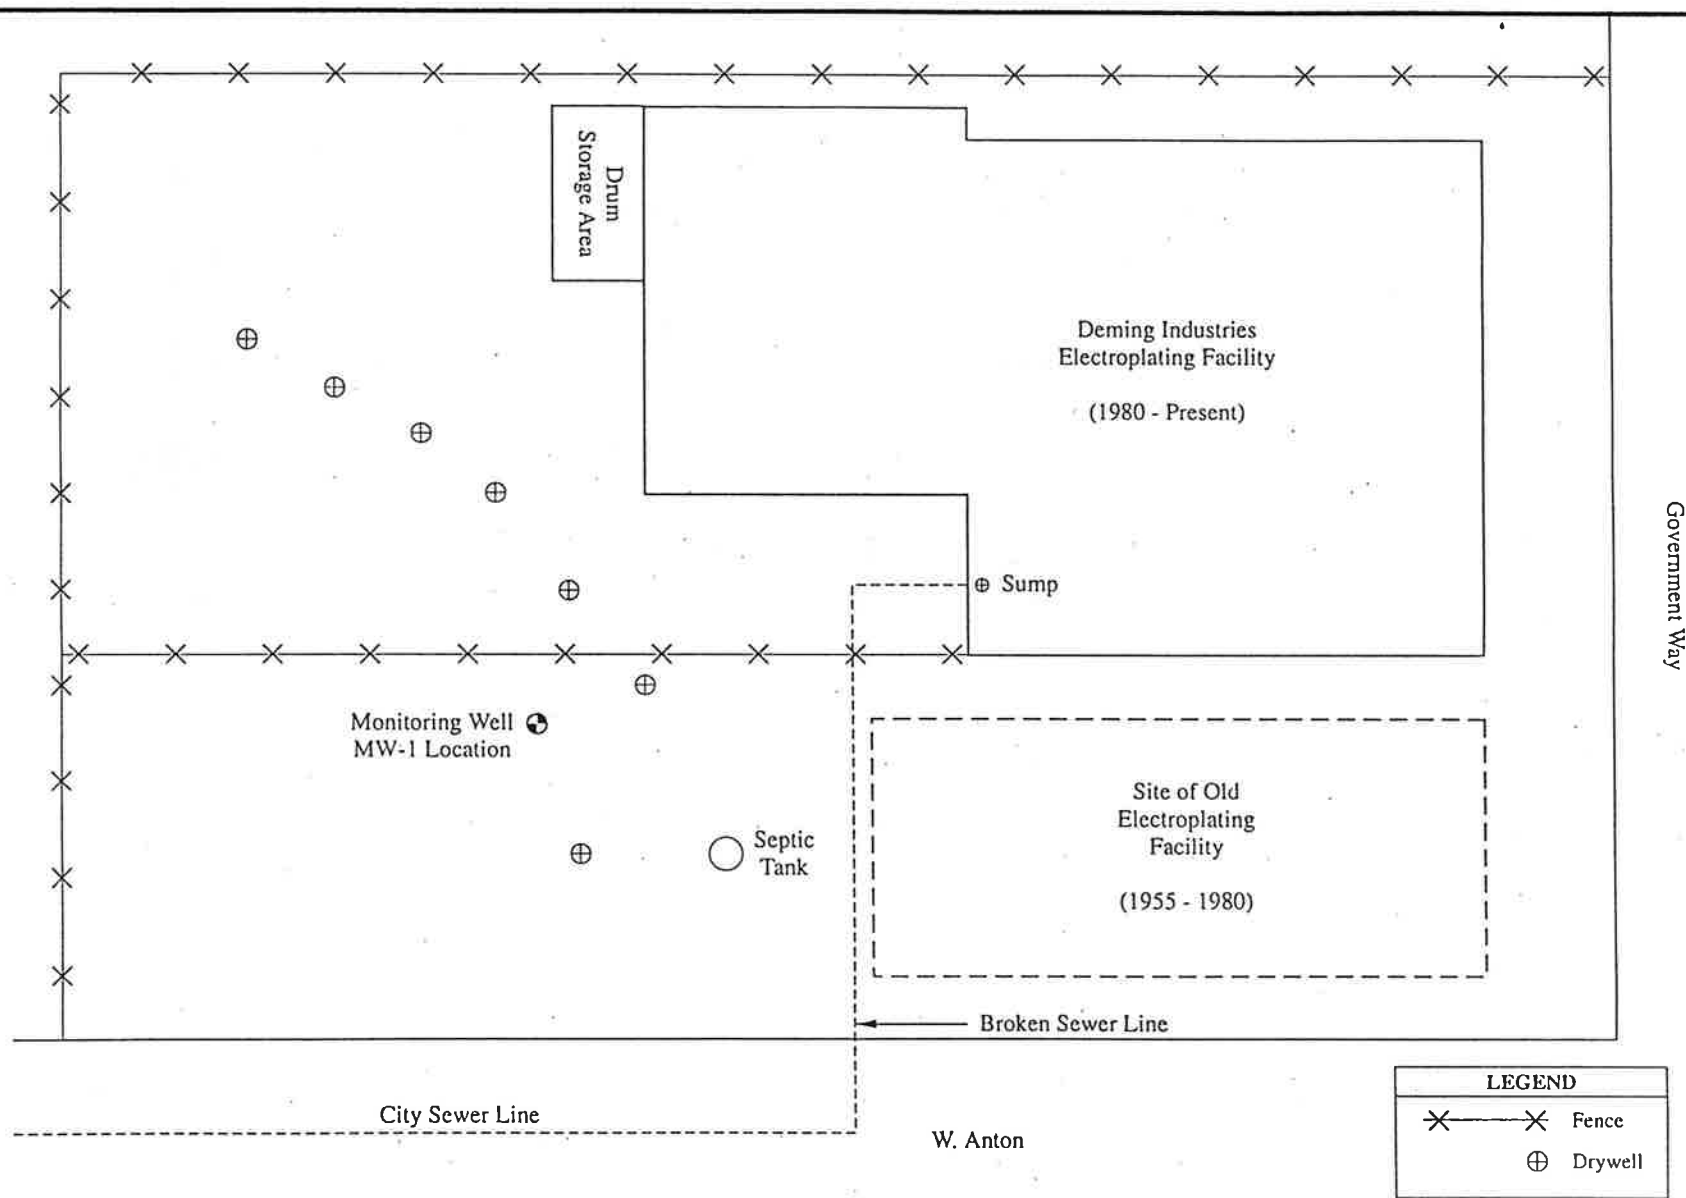 Drum
Storage Area
Deming Industries
Electroplating Facility
(1980 - Present)
Government Way
Sump
Monitoring Well
MW-1 Location
Septic
Tank
Site of Old
Electroplating
Facility
(1955 - 1980)
Broken Sewer Line
City Sewer Line
W. Anton
LEGEND
Fence
Drywell